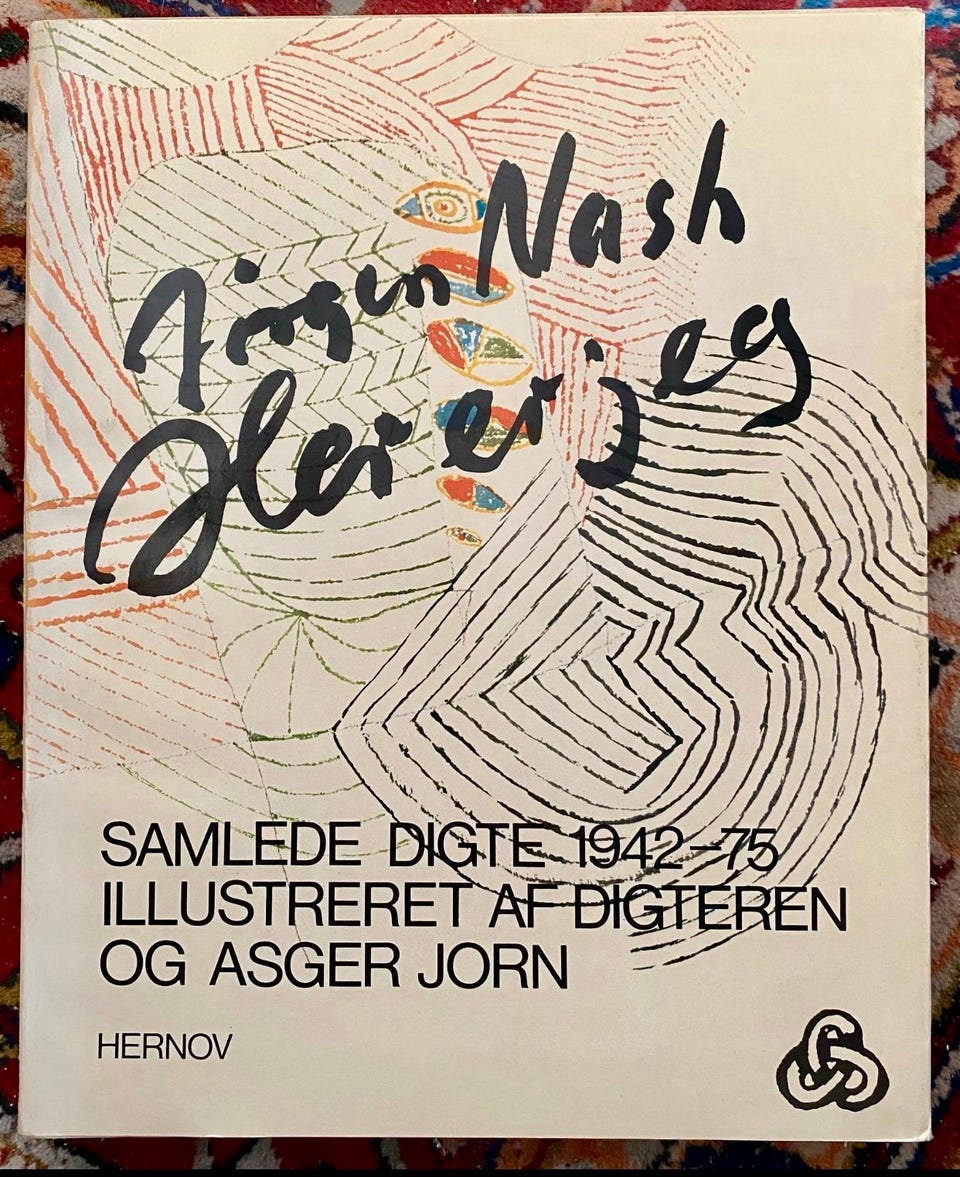 Jørgen Nash
Her er jeg
SAMLEDE DIGTE 1942–75
ILLUSTRERET AF DIGTEREN
OG ASGER JORN
HERNOV